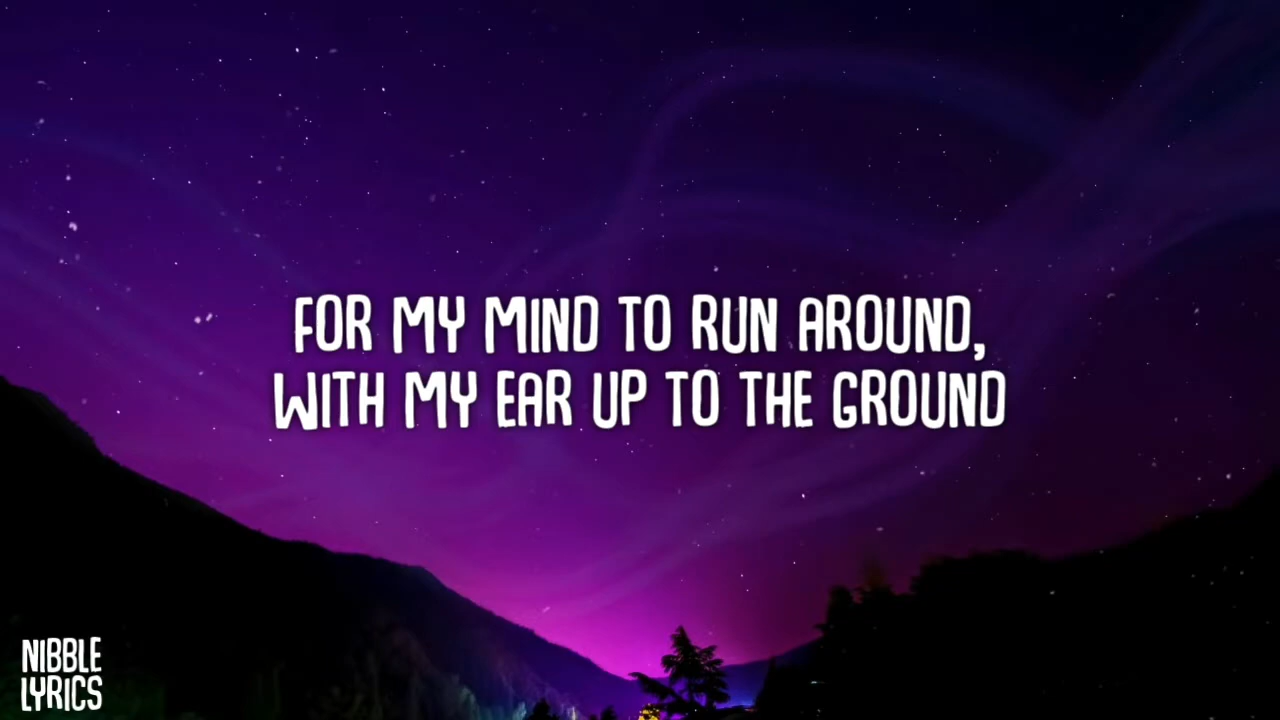 FOR MY MIND TO RUN AROUND,
WITH MY EAR UP TO THE GROUND
NIBBLE
LYRICS